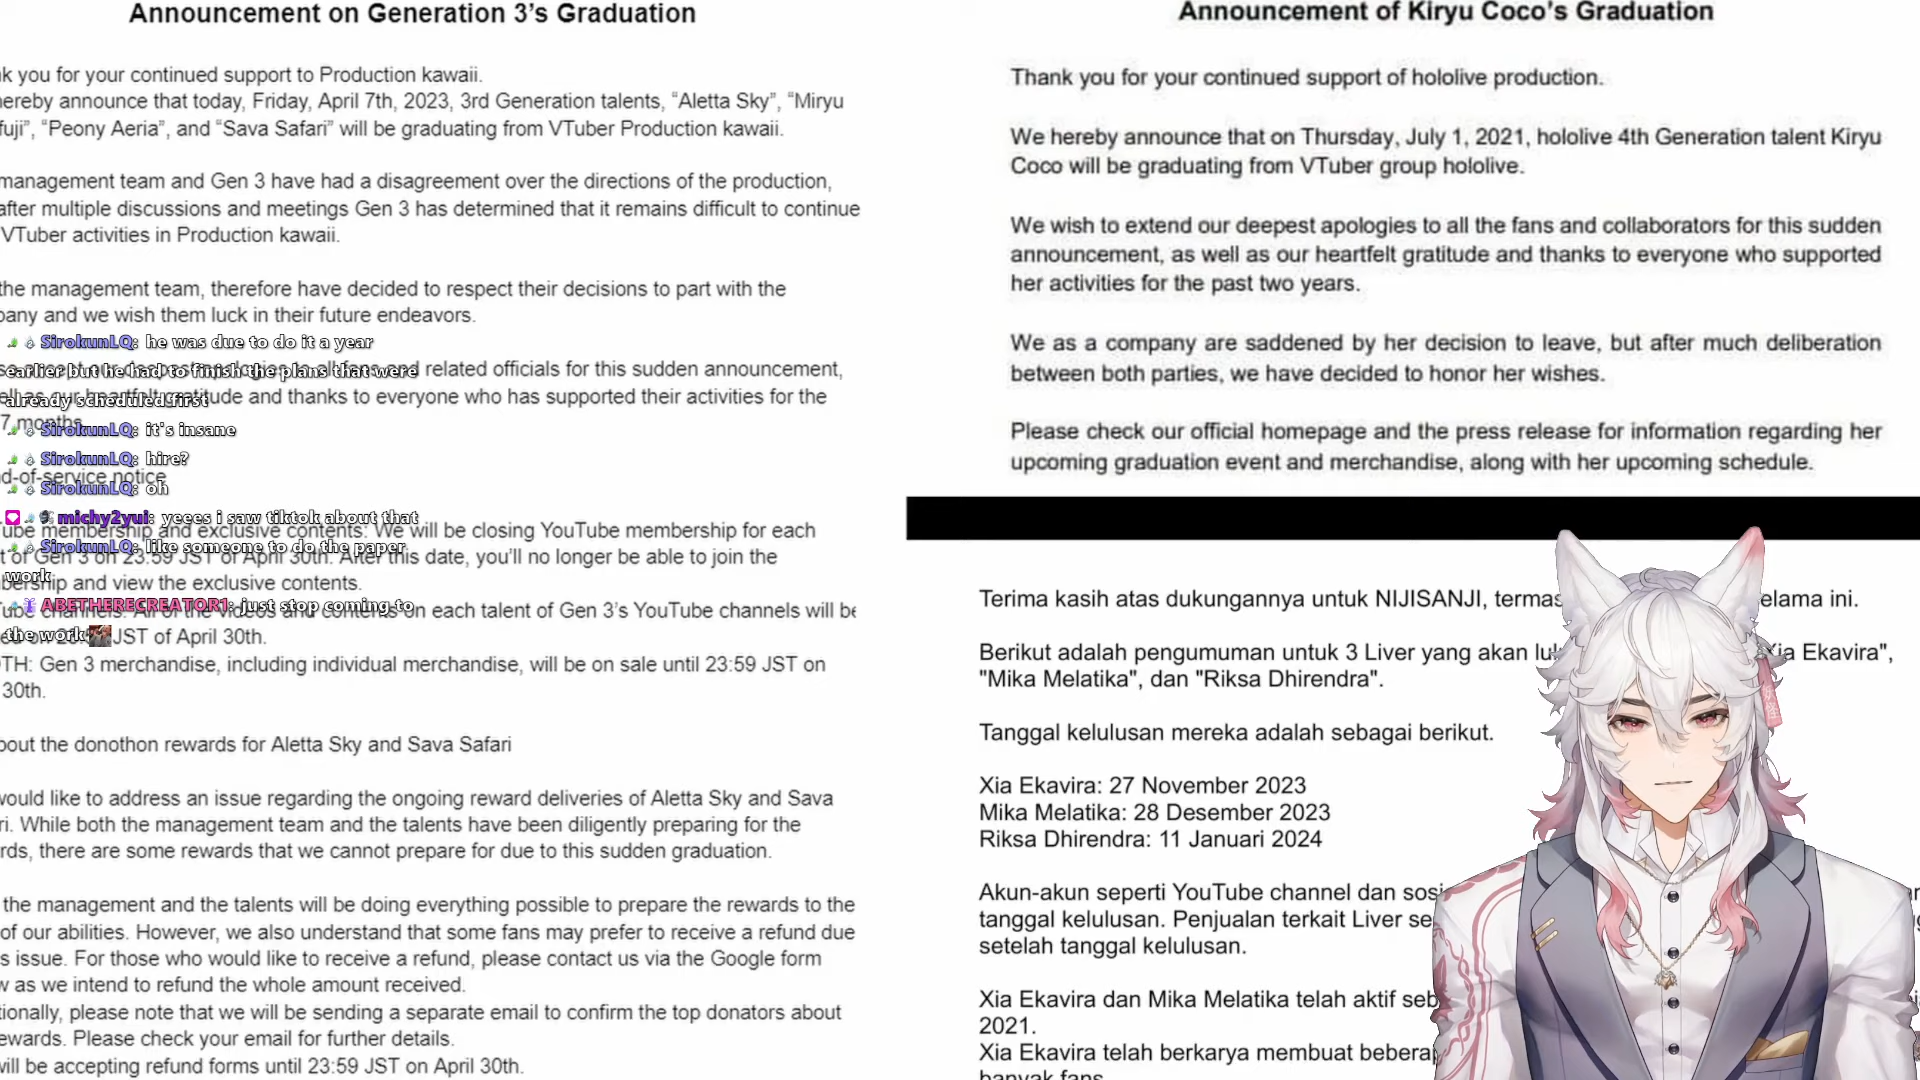 Announcement on Generation 3's Graduation
k you for your continued support to Production kawaii.
ereby announce that today, Friday, April 7th, 2023, 3rd Generation talents, “Aletta Sky”, “Miryu
fuji”, “Peony Aeria”, and “Sava Safari” will be graduating from VTuber Production kawaii.
management team and Gen 3 have had a disagreement over the directions of the production,
after multiple discussions and meetings Gen 3 has determined that it remains difficult to continue
VTuber activities in Production kawaii.
the management team, therefore have decided to respect their decisions to part with the
pany and we wish them luck in their future endeavors.
related officials for this sudden announcement,
ude and thanks to everyone who has supported their activities for the
7 months
d-of-service notice
ube membership and exclusive contents: We will be closing YouTube membership for each
t of Gen 3 on 23:59 JST of April 30th. After this date, you'll no longer be able to join the
bership and view the exclusive contents.
ube channels: All of the videos and contents on each talent of Gen 3's YouTube channels will be
JST of April 30th.
TH: Gen 3 merchandise, including individual merchandise, will be on sale until 23:59 JST on
30th.
bout the donothon rewards for Aletta Sky and Sava Safari
would like to address an issue regarding the ongoing reward deliveries of Aletta Sky and Sava
ri. While both the management team and the talents have been diligently preparing for the
rds, there are some rewards that we cannot prepare for due to this sudden graduation.
the management and the talents will be doing everything possible to prepare the rewards to the
of our abilities. However, we also understand that some fans may prefer to receive a refund due
s issue. For those who would like to receive a refund, please contact us via the Google form
w as we intend to refund the whole amount received.
tionally, please note that we will be sending a separate email to confirm the top donators about
ewards. Please check your email for further details.
will be accepting refund forms until 23:59 JST on April 30th.
SirokunLQ: he was due to do it a year
earlier but he had to finish the plans that were
already scheduled first
SirokunLQ: it's insane
SirokunLQ: hire?
SirokunLQ: oh
michy2yui: yeees i saw tiktok about that
SirokunLQ: like someone to do the paper
work
ABETHERECREATOR1: just stop coming to
the work
Announcement of Kiryu Coco's Graduation
Thank you for your continued support of hololive production.
We hereby announce that on Thursday, July 1, 2021, hololive 4th Generation talent Kiryu
Coco will be graduating from VTuber group hololive.
We wish to extend our deepest apologies to all the fans and collaborators for this sudden
announcement, as well as our heartfelt gratitude and thanks to everyone who supported
her activities for the past two years.
We as a company are saddened by her decision to leave, but after much deliberation
between both parties, we have decided to honor her wishes.
Please check our official homepage and the press release for information regarding her
upcoming graduation event and merchandise, along with her upcoming schedule.
Terima kasih atas dukungannya untuk NIJISANJI, termas elama ini.
Berikut adalah pengumuman untuk 3 Liver yang akan lul Xia Ekavira",
"Mika Melatika", dan "Riksa Dhirendra".
Tanggal kelulusan mereka adalah sebagai berikut.
Xia Ekavira: 27 November 2023
Mika Melatika: 28 Desember 2023
Riksa Dhirendra: 11 Januari 2024
Akun-akun seperti YouTube channel dan sosi
tanggal kelulusan. Penjualan terkait Liver se
setelah tanggal kelulusan.
Xia Ekavira dan Mika Melatika telah aktif seb
2021.
Xia Ekavira telah berkarya membuat bebera
banyak fans